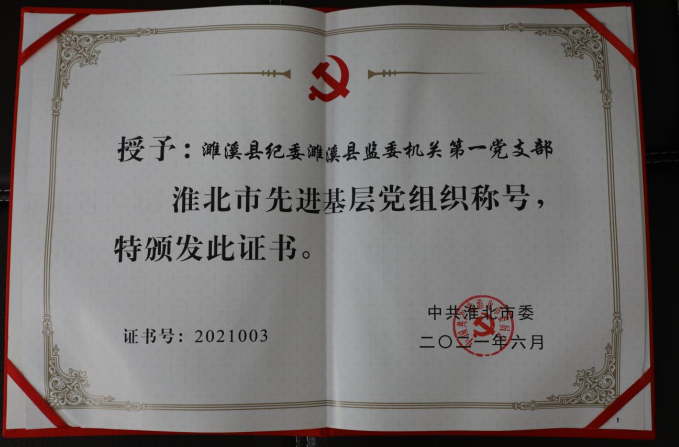 授予：濉溪县纪委濉溪县监委机关第一党支部
淮北市先进基层党组织称号，
特颁发此证书。
证书号：2021003
中共淮北市委
二〇二一年六月